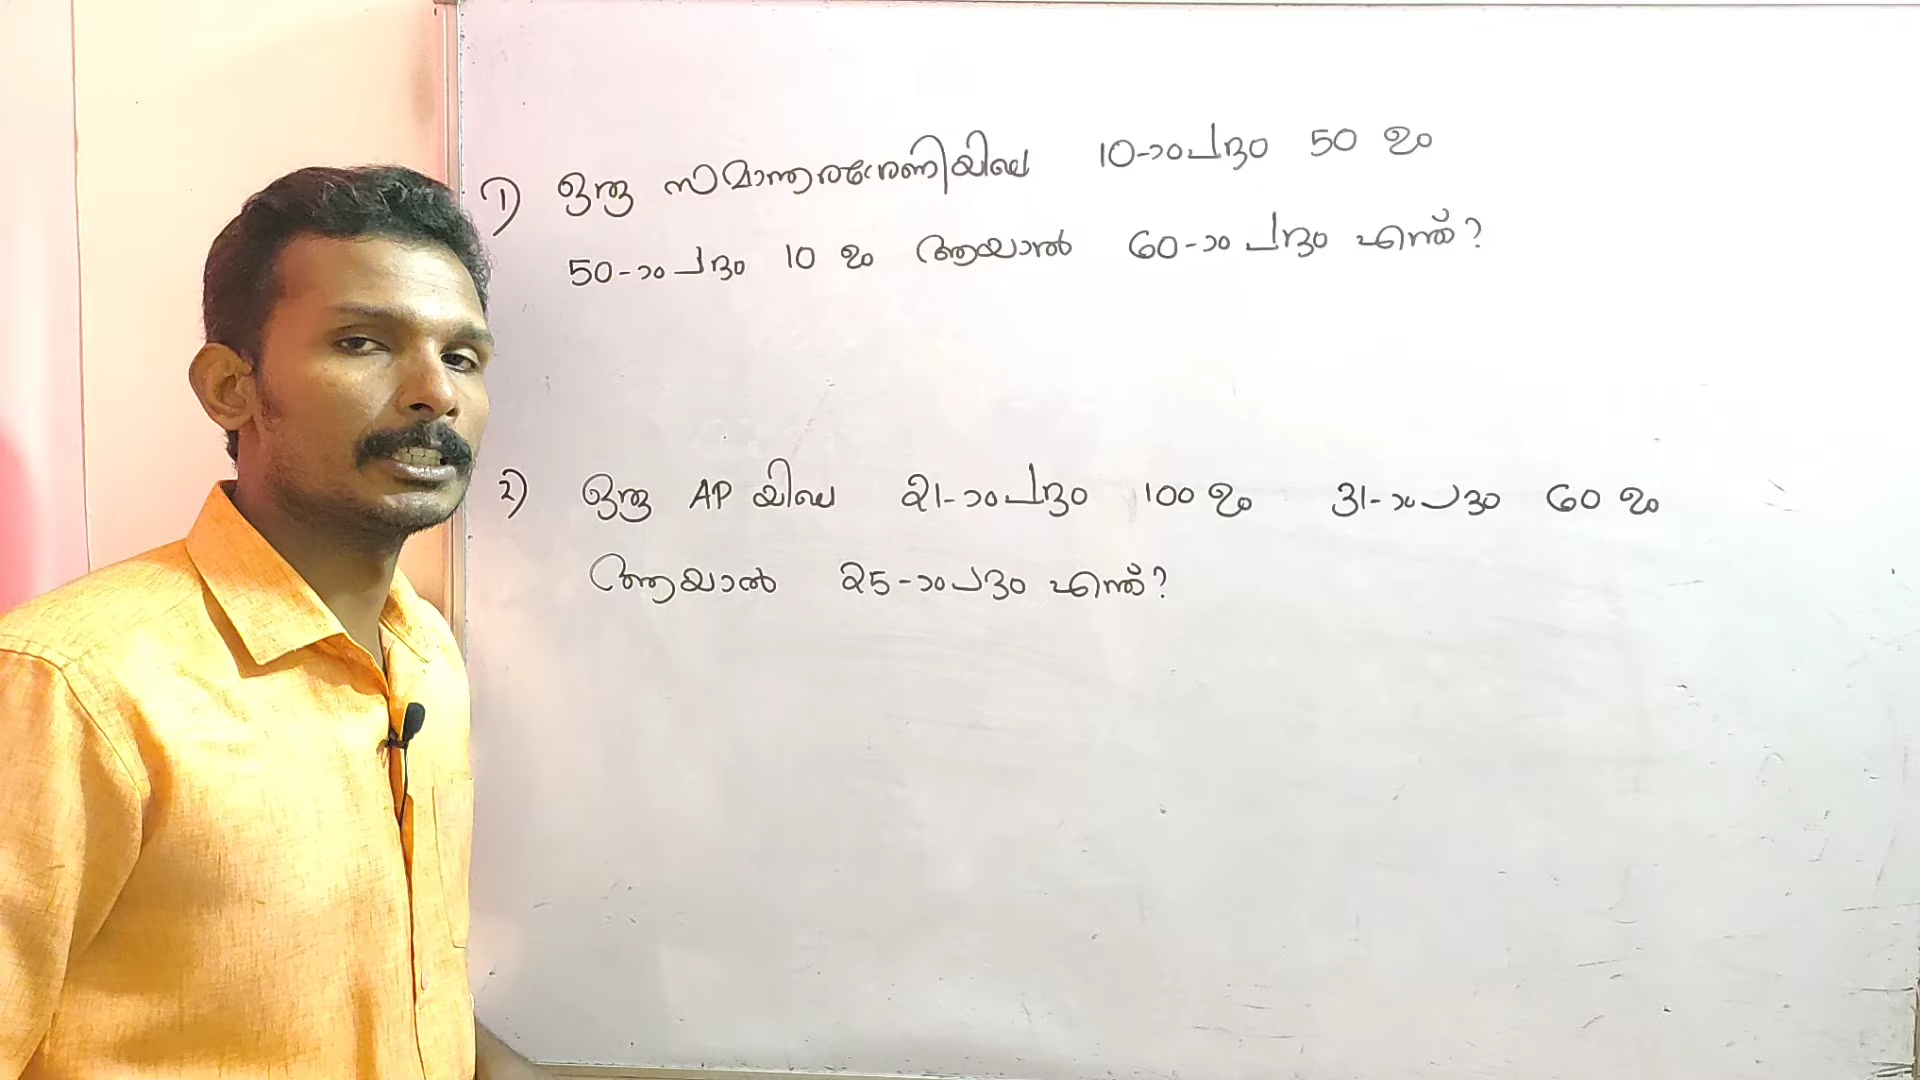 1) ഒരു സമാന്തരശ്രേണിയിലെ 10-ാം പദം 50 ഉം
50-ാം പദം 10 ഉം ആയാൽ 60-ാം പദം എന്ത്?
2) ഒരു AP യിലെ 21-ാം പദം 100 ഉം 31-ാം പദം 60 ഉം
ആയാൽ 25-ാം പദം എന്ത്?